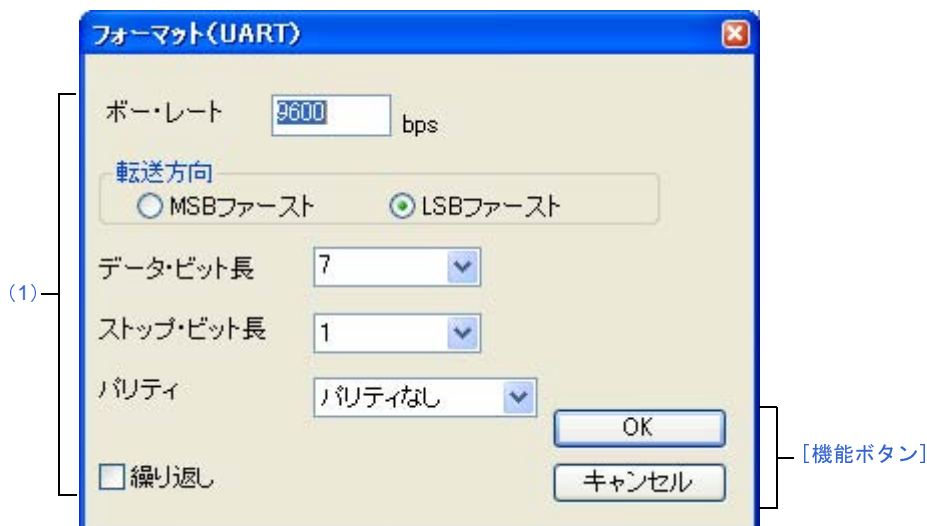 フォーマット(UART)
ボー・レート 9600 bps
転送方向
MSBファースト LSBファースト
データ・ビット長 7
(1)
ストップ・ビット長 1
パリティ パリティなし
OK
[機能ボタン]
繰り返し キャンセル